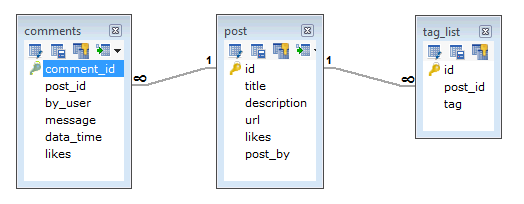 comments
comment_id
post_id
by_user
message
data_time
likes
∞
1
post
id
title
description
url
likes
post_by
1
∞
tag_list
id
post_id
tag